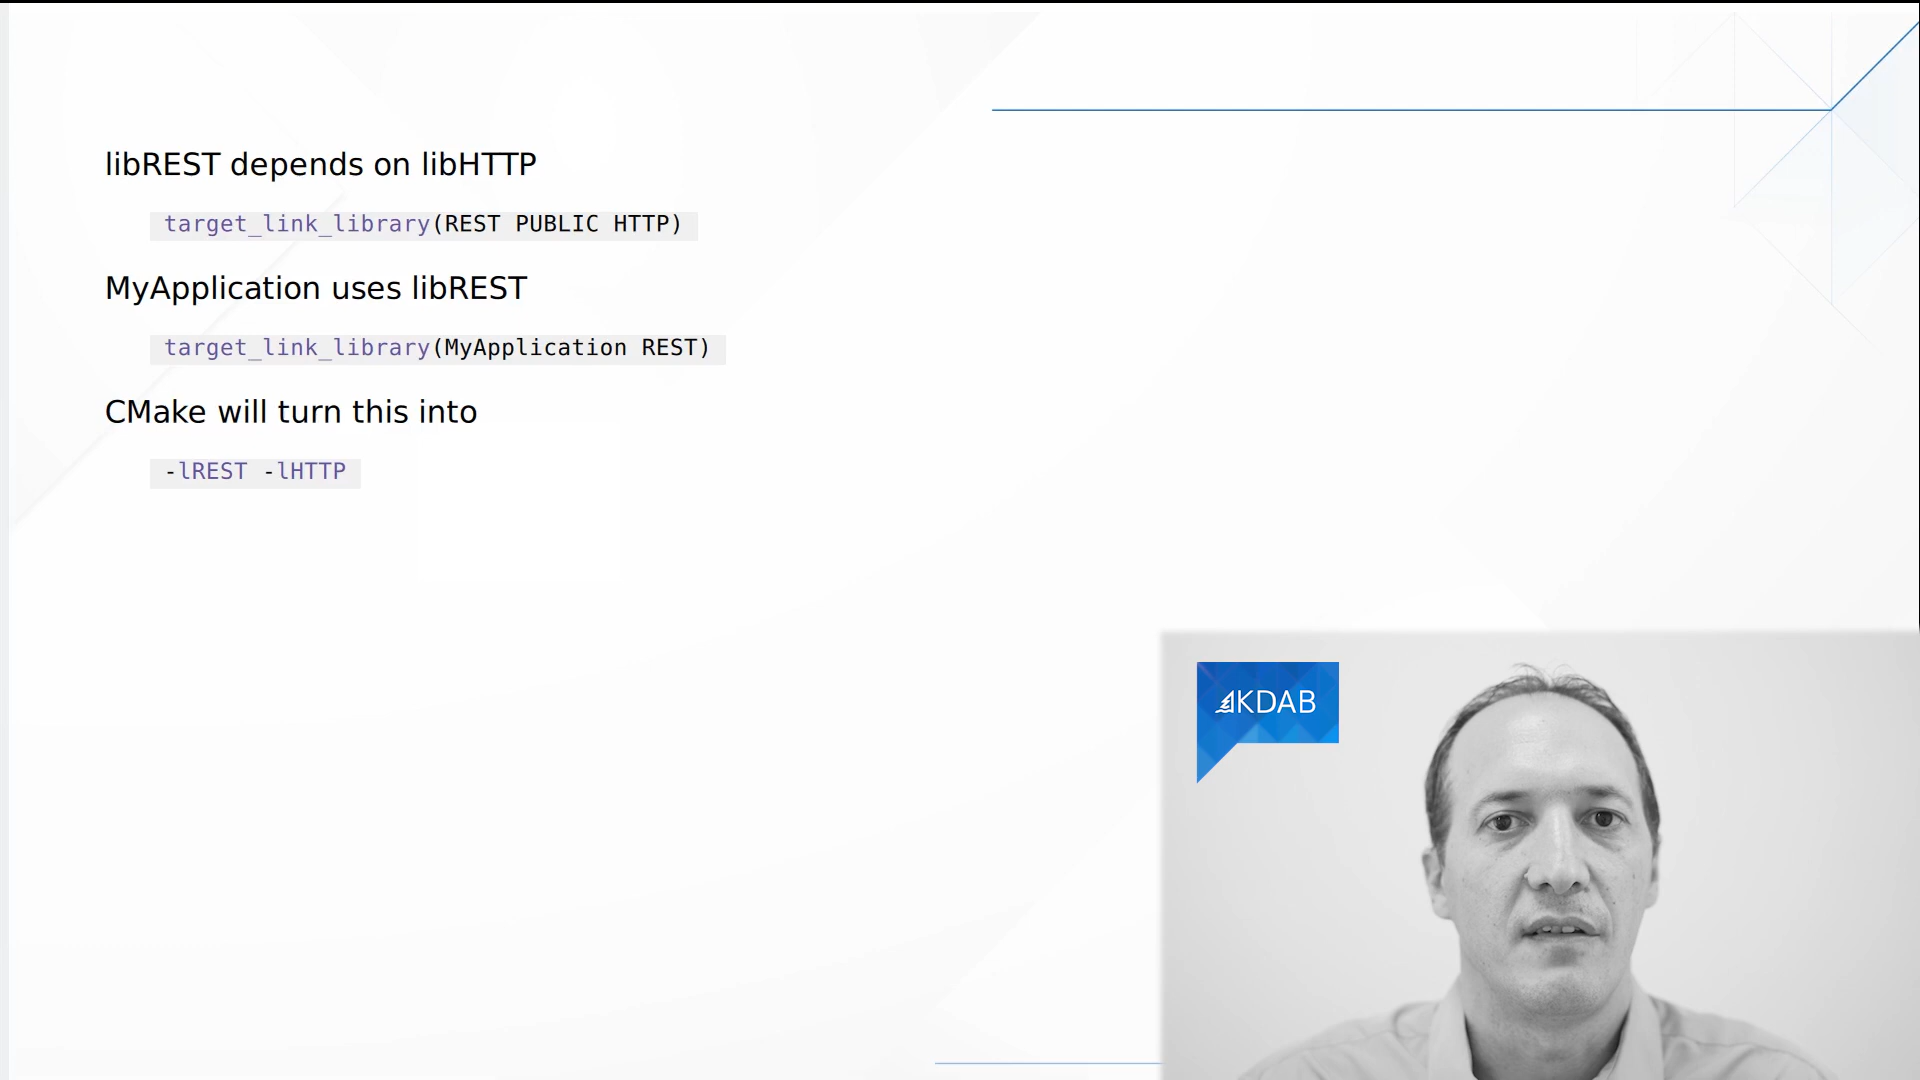 libREST depends on libHTTP
target_link_library(REST PUBLIC HTTP)
MyApplication uses libREST
target_link_library(MyApplication REST)
CMake will turn this into
-lREST -lHTTP
KDAB